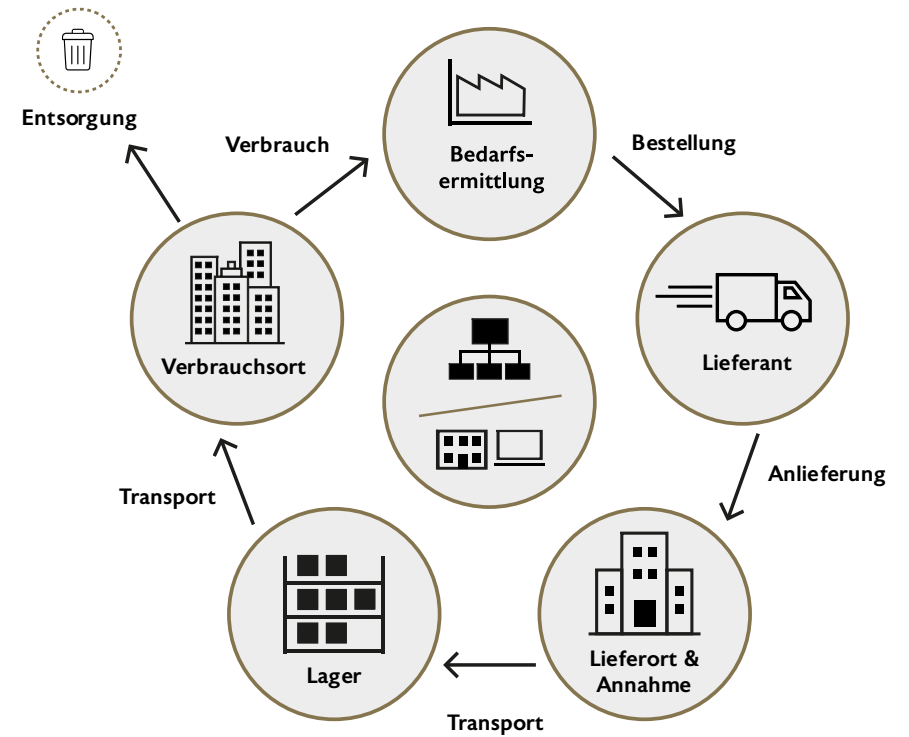 Entsorgung
Verbrauch
Bedarfs-
ermittlung
Bestellung
Verbrauchsort
Lieferant
Transport
Anlieferung
Lager
Lieferort &
Annahme
Transport